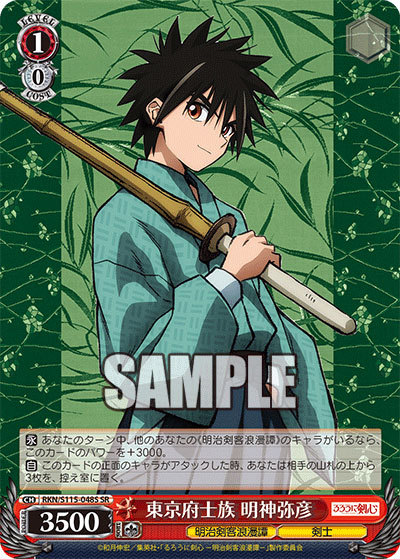 LEVEL
1
0
COST
SAMPLE
永 あなたのターン中、他のあなたの《明治剣客浪漫譚》のキャラがいるなら、
このカードのパワーを+3000。
自 このカードの正面のキャラがアタックした時、あなたは相手の山札の上から
3枚を、控え室に置く。
CH RKN/S115-048S SR
3500
東京府士族 明神弥彦
るろうに剣心
明治剣客浪漫譚
剣士
©和月伸宏／集英社・「るろうに剣心 －明治剣客浪漫譚－」製作委員会